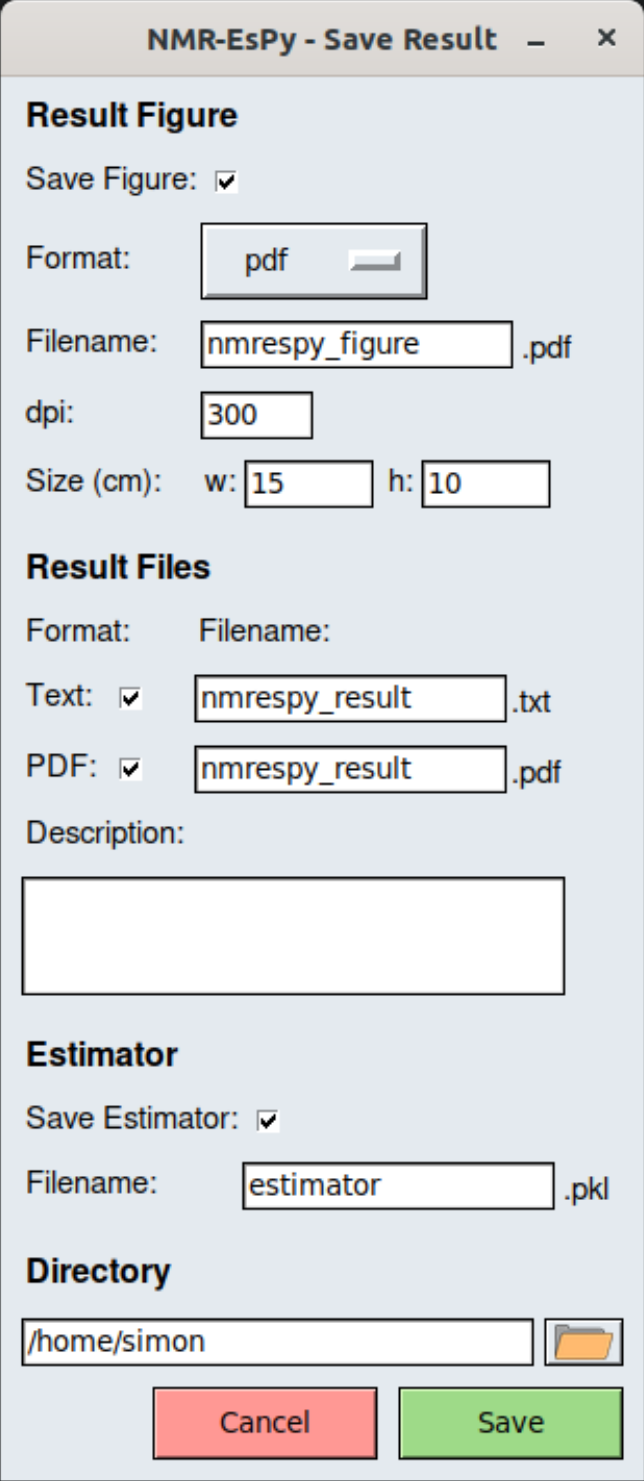 NMR-EsPy - Save Result
Result Figure
Save Figure:
Format: pdf
Filename: nmrespy_figure .pdf
dpi: 300
Size (cm): w: 15 h: 10
Result Files
Format: Filename:
Text: nmrespy_result .txt
PDF: nmrespy_result .pdf
Description:
Estimator
Save Estimator:
Filename: estimator .pkl
Directory
/home/simon
Cancel Save